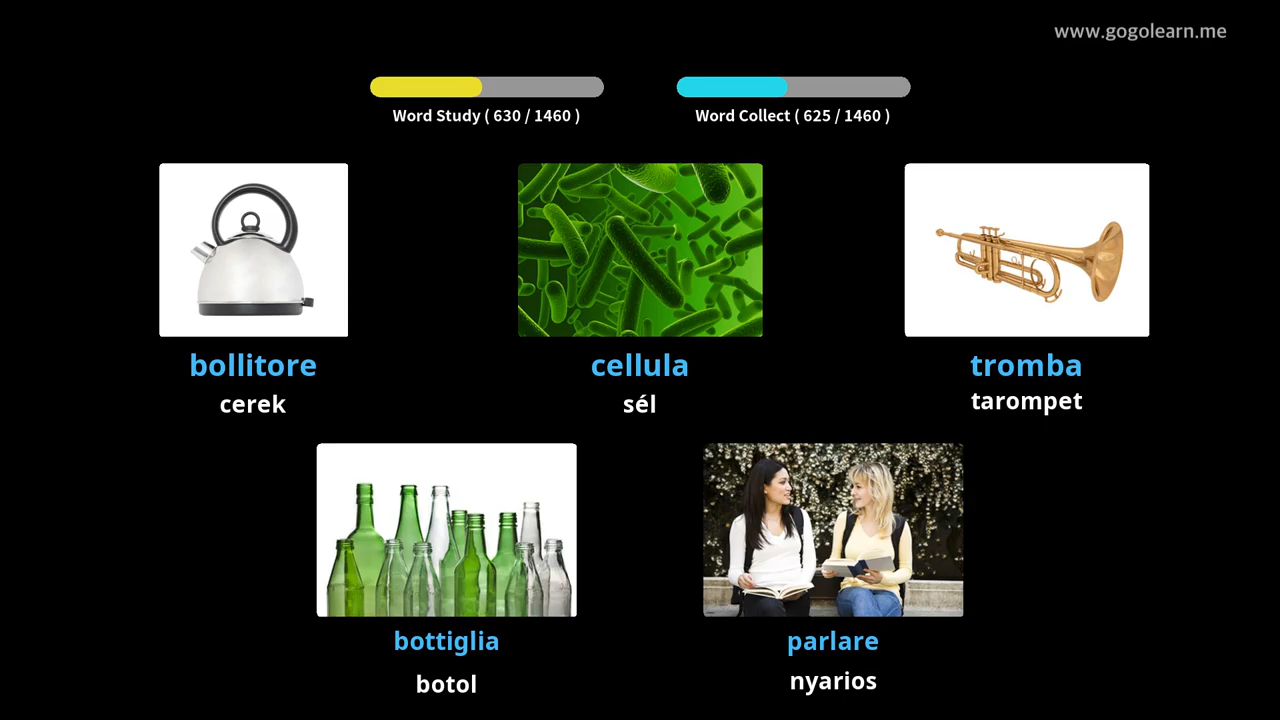 www.gogolearn.me
Word Study ( 630 / 1460 )
Word Collect ( 625 / 1460 )
bollitore
cerek
cellula
sél
tromba
tarompet
bottiglia
botol
parlare
nyarios